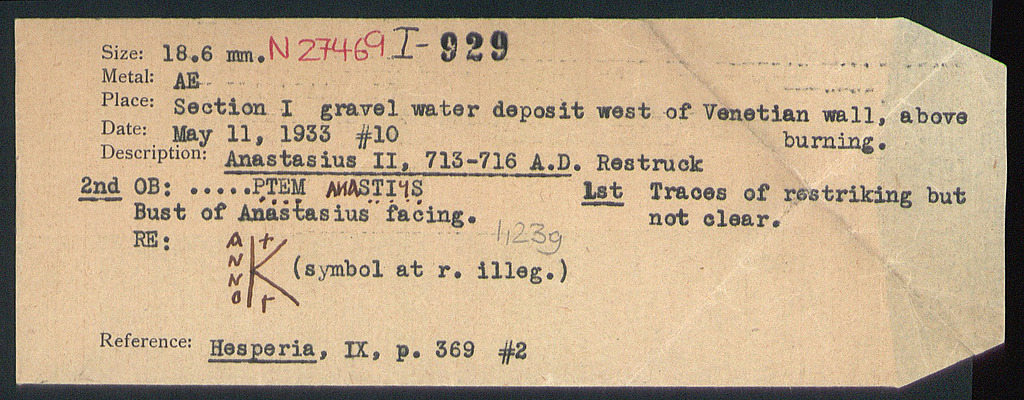 Size: 18.6 mm. N 27469 I- 929
Metal: AE
Place: Section I gravel water deposit west of Venetian wall, above burning.
Date: May 11, 1933 #10
Description: Anastasius II, 713-716 A.D. Restruck
2nd OB: .....PTEM ANASTI4S
Bust of Anastasius facing.
1st Traces of restriking but
not clear.
1,23g
RE: A N N O K + + (symbol at r. illeg.)
Reference: Hesperia, IX, p. 369 #2